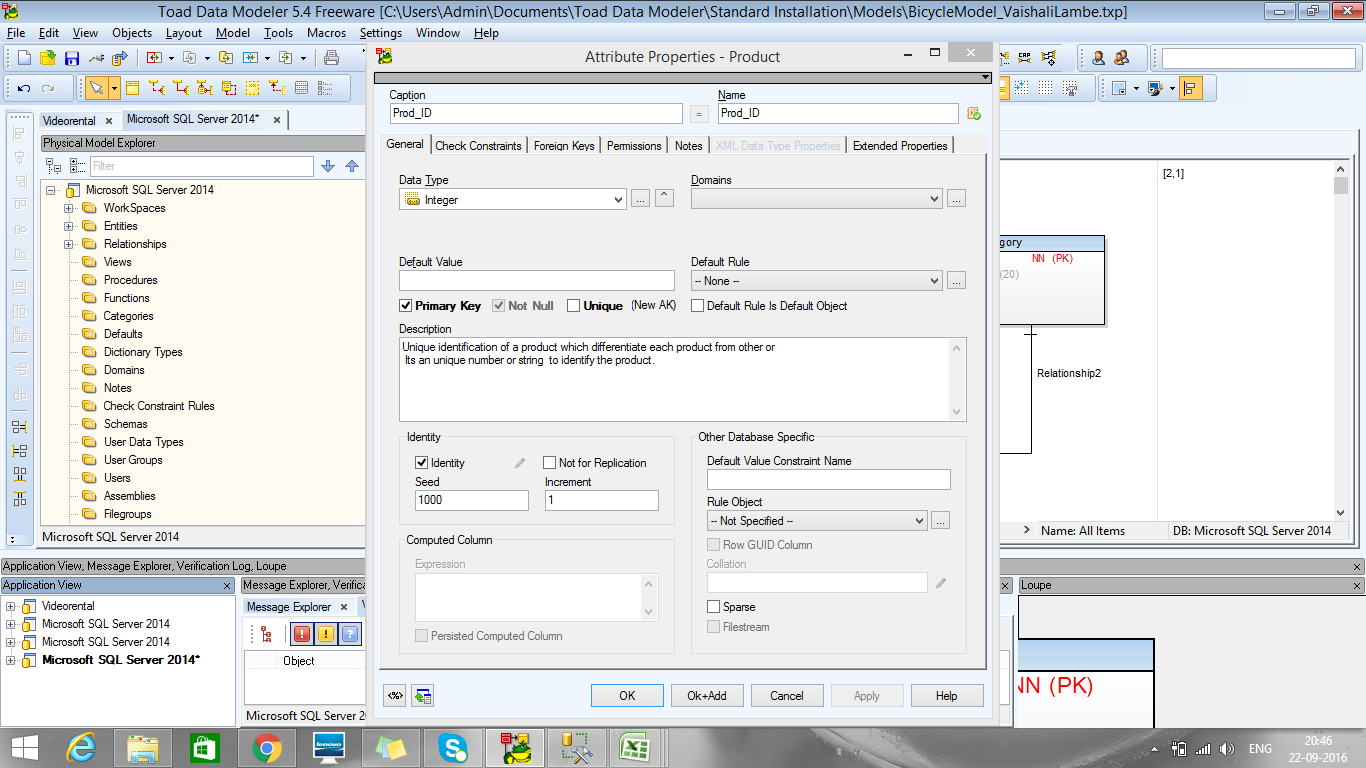 Toad Data Modeler 5.4 Freeware [C:\Users\Admin\Documents\Toad Data Modeler\Standard Installation\Models\BicycleModel_VaishaliLambe.txp]
File Edit View Objects Layout Model Tools Macros Settings Window Help
Attribute Properties - Product
Caption
Name
Prod_ID
=
Prod_ID
General Check Constraints Foreign Keys Permissions Notes XML Data Type Properties Extended Properties
Data Type
Domains
Integer
...
^
...
Default Value
Default Rule
-- None --
...
Primary Key
Not Null
Unique
(New AK)
Default Rule Is Default Object
Description
Unique identification of a product which differentiate each product from other or
Its an unique number or string to identify the product.
Identity
Identity
Not for Replication
Seed
Increment
1000
1
Computed Column
Expression
Persisted Computed Column
Other Database Specific
Default Value Constraint Name
Rule Object
-- Not Specified --
...
Row GUID Column
Collation
Sparse
Filestream
<%>
OK
Ok+Add
Cancel
Apply
Help
Videorental
Microsoft SQL Server 2014*
Physical Model Explorer
Filter
Microsoft SQL Server 2014
WorkSpaces
Entities
Relationships
Views
Procedures
Functions
Categories
Defaults
Dictionary Types
Domains
Notes
Check Constraint Rules
Schemas
User Data Types
User Groups
Users
Assemblies
Filegroups
Microsoft SQL Server 2014
[2,1]
gory
NN (PK)
(20)
Relationship2
Name: All Items
DB: Microsoft SQL Server 2014
Application View, Message Explorer, Verification Log, Loupe
Application View
Videorental
Microsoft SQL Server 2014
Microsoft SQL Server 2014
Microsoft SQL Server 2014*
Message Explorer, Verifica
Message Explorer
Object
Microsoft SQL Server 20
Loupe
NN (PK)
lenovo
ENG
20:46
22-09-2016